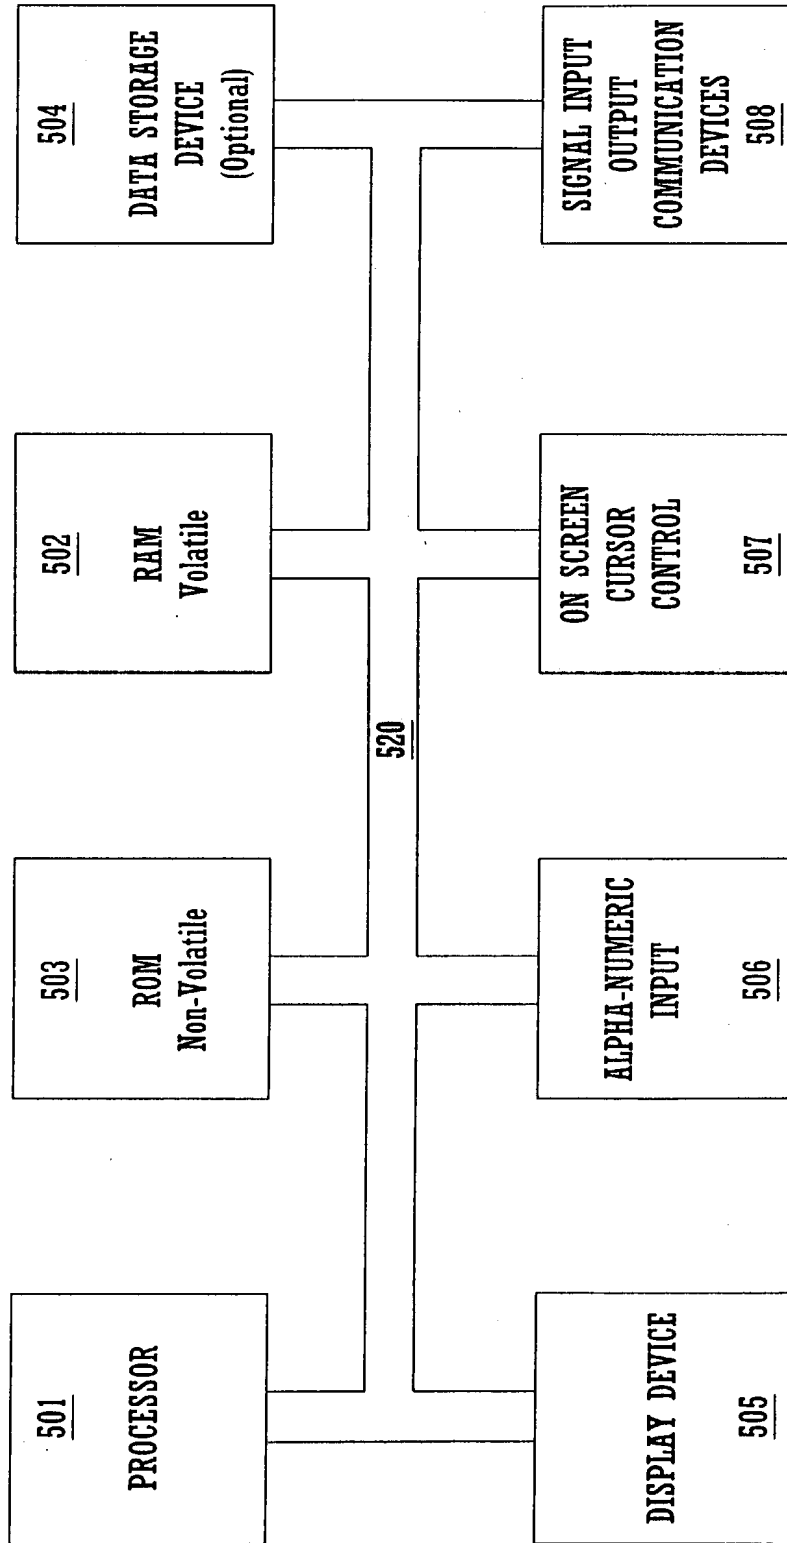 501
PROCESSOR
503
ROM
Non-Volatile
502
RAM
Volatile
504
DATA STORAGE
DEVICE
(Optional)
520
DISPLAY DEVICE
505
ALPHA-NUMERIC
INPUT
506
ON SCREEN
CURSOR
CONTROL
507
SIGNAL INPUT
OUTPUT
COMMUNICATION
DEVICES
508